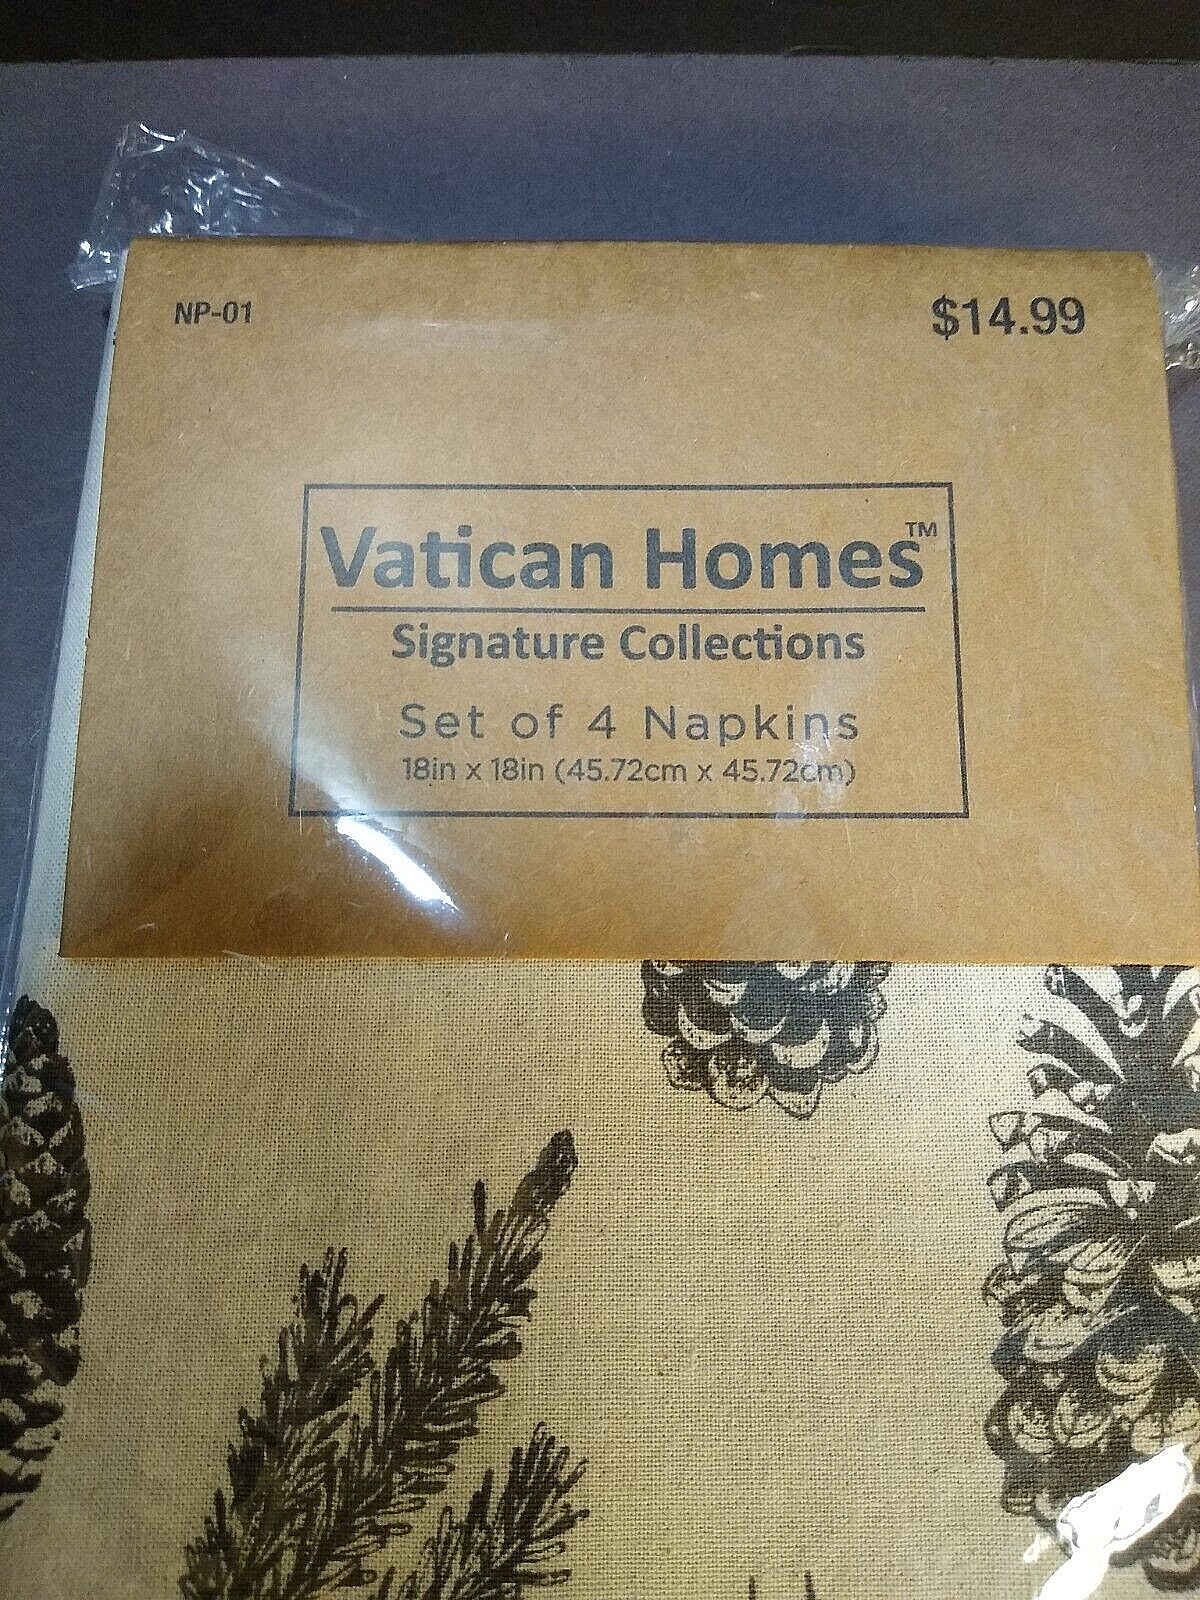 NP-01
$14.99
Vatican Homes™
Signature Collections
Set of 4 Napkins
18in x 18in (45.72cm x 45.72cm)